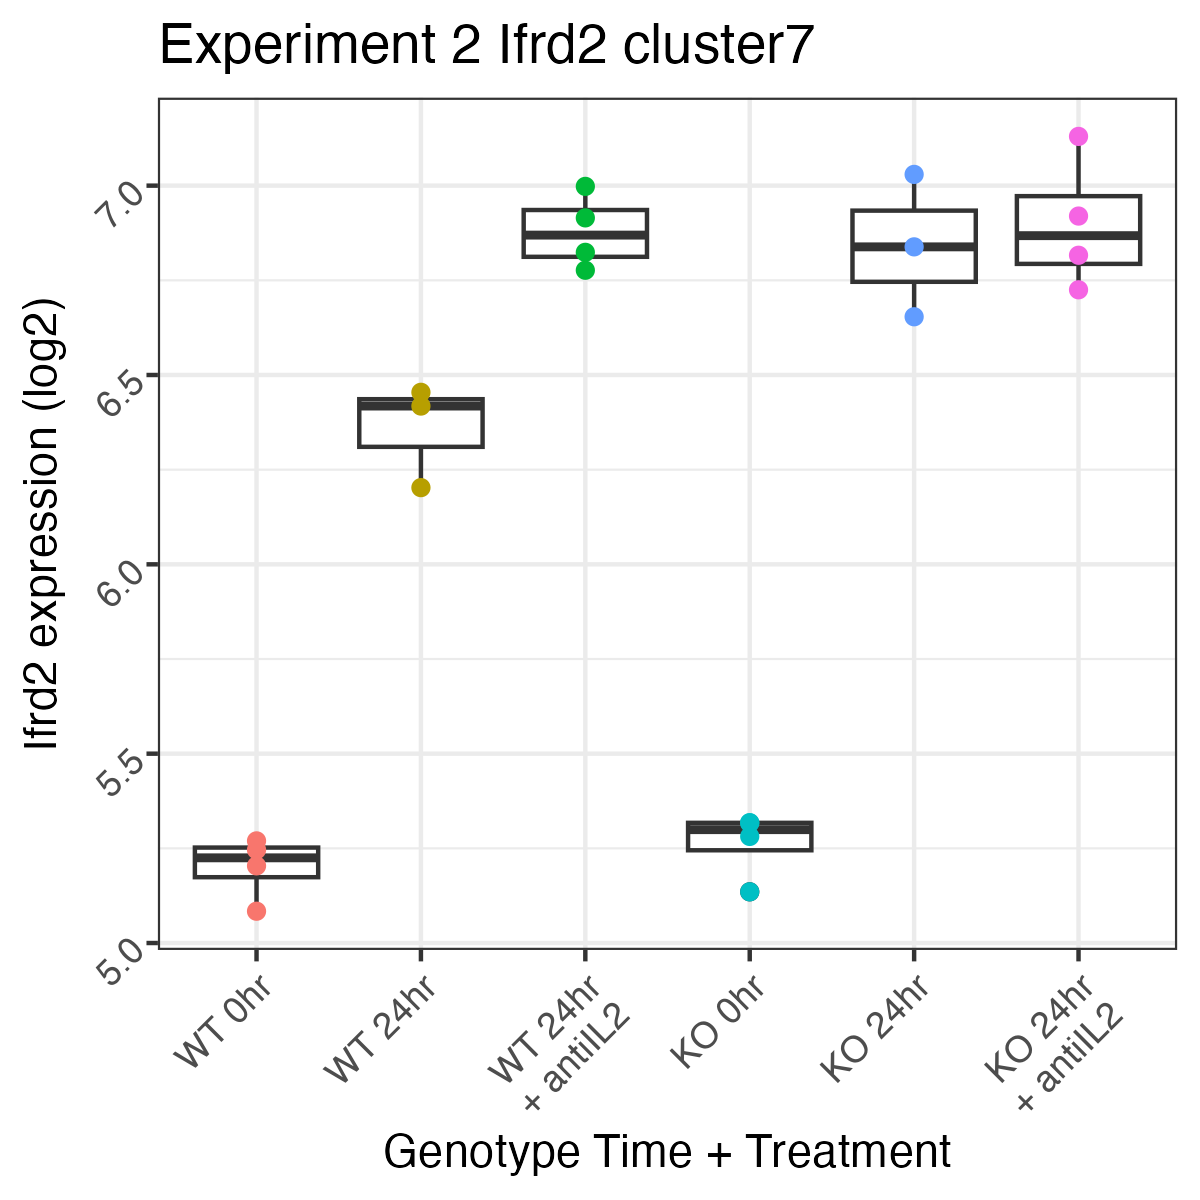 Experiment 2 Ifrd2 cluster7
Ifrd2 expression (log2)
7.0
6.5
6.0
5.5
5.0
WT 0hr
WT 24hr
WT 24hr
+ antiIL2
KO 0hr
KO 24hr
KO 24hr
+ antiIL2
Genotype Time + Treatment